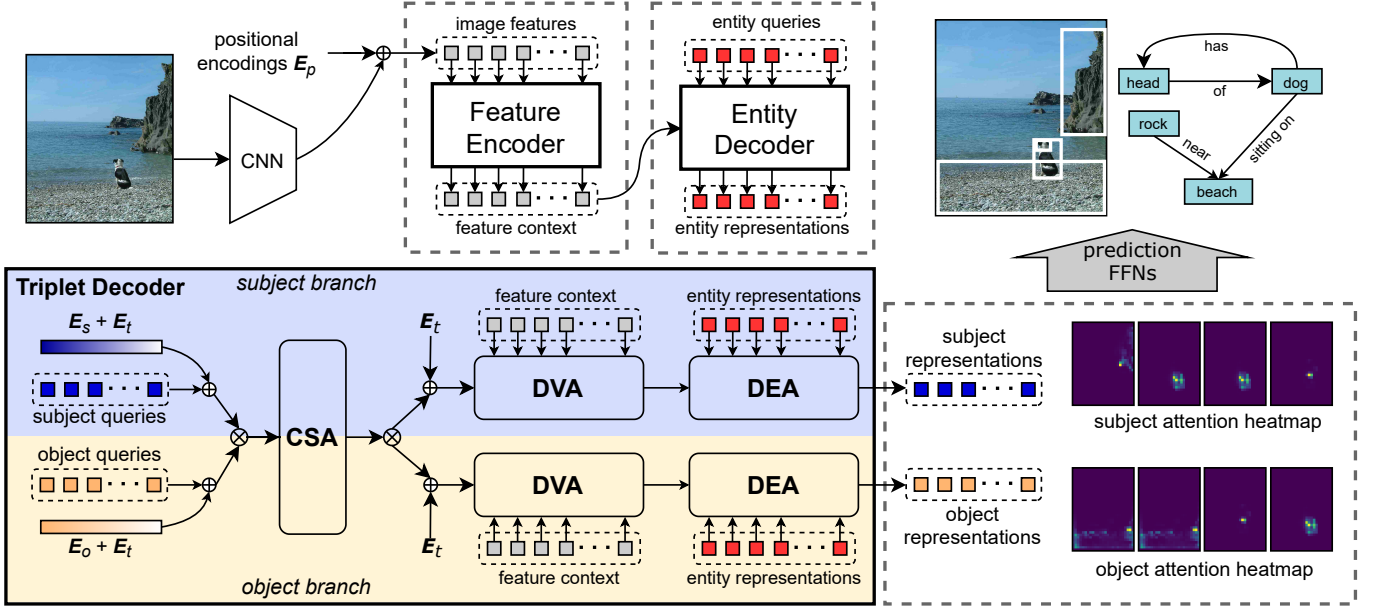 positional
encodings E_p
CNN
image features
Feature
Encoder
feature context
entity queries
Entity
Decoder
entity representations
has
head
of
dog
rock
near
sitting on
beach
prediction
FFNs
Triplet Decoder
subject branch
E_s + E_t
subject queries
object queries
E_o + E_t
object branch
CSA
E_t
feature context
DVA
entity representations
DEA
E_t
DVA
feature context
DEA
entity representations
subject
representations
subject attention heatmap
object
representations
object attention heatmap